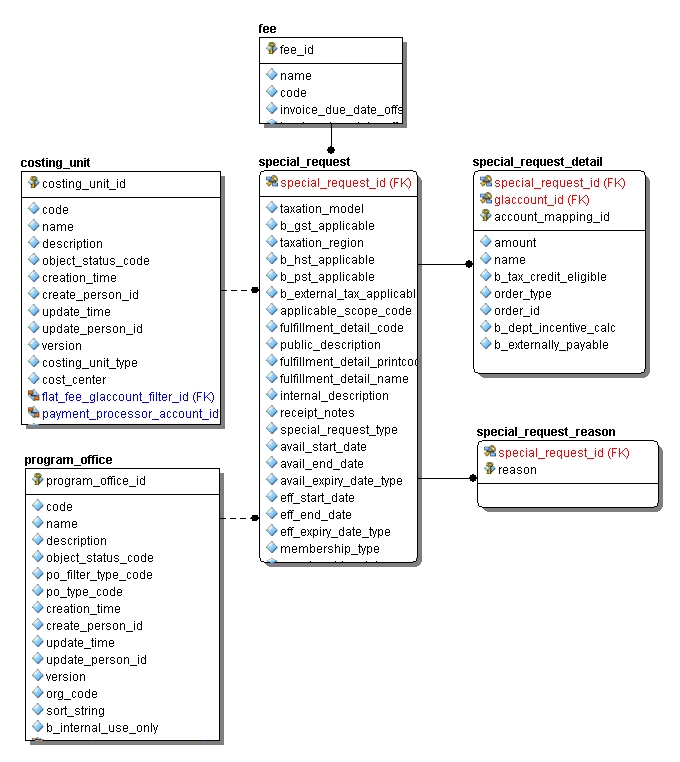 fee
fee_id
name
code
invoice_due_date_offs
costing_unit
costing_unit_id
code
name
description
object_status_code
creation_time
create_person_id
update_time
update_person_id
version
costing_unit_type
cost_center
flat_fee_glaccount_filter_id (FK)
payment_processor_account_id
special_request
special_request_id (FK)
taxation_model
b_gst_applicable
taxation_region
b_hst_applicable
b_pst_applicable
b_external_tax_applicabl
applicable_scope_code
fulfillment_detail_code
public_description
fulfillment_detail_printcod
fulfillment_detail_name
internal_description
receipt_notes
special_request_type
avail_start_date
avail_end_date
avail_expiry_date_type
eff_start_date
eff_end_date
eff_expiry_date_type
membership_type
special_request_detail
special_request_id (FK)
glaccount_id (FK)
account_mapping_id
amount
name
b_tax_credit_eligible
order_type
order_id
b_dept_incentive_calc
b_externally_payable
special_request_reason
special_request_id (FK)
reason
program_office
program_office_id
code
name
description
object_status_code
po_filter_type_code
po_type_code
creation_time
create_person_id
update_time
update_person_id
version
org_code
sort_string
b_internal_use_only